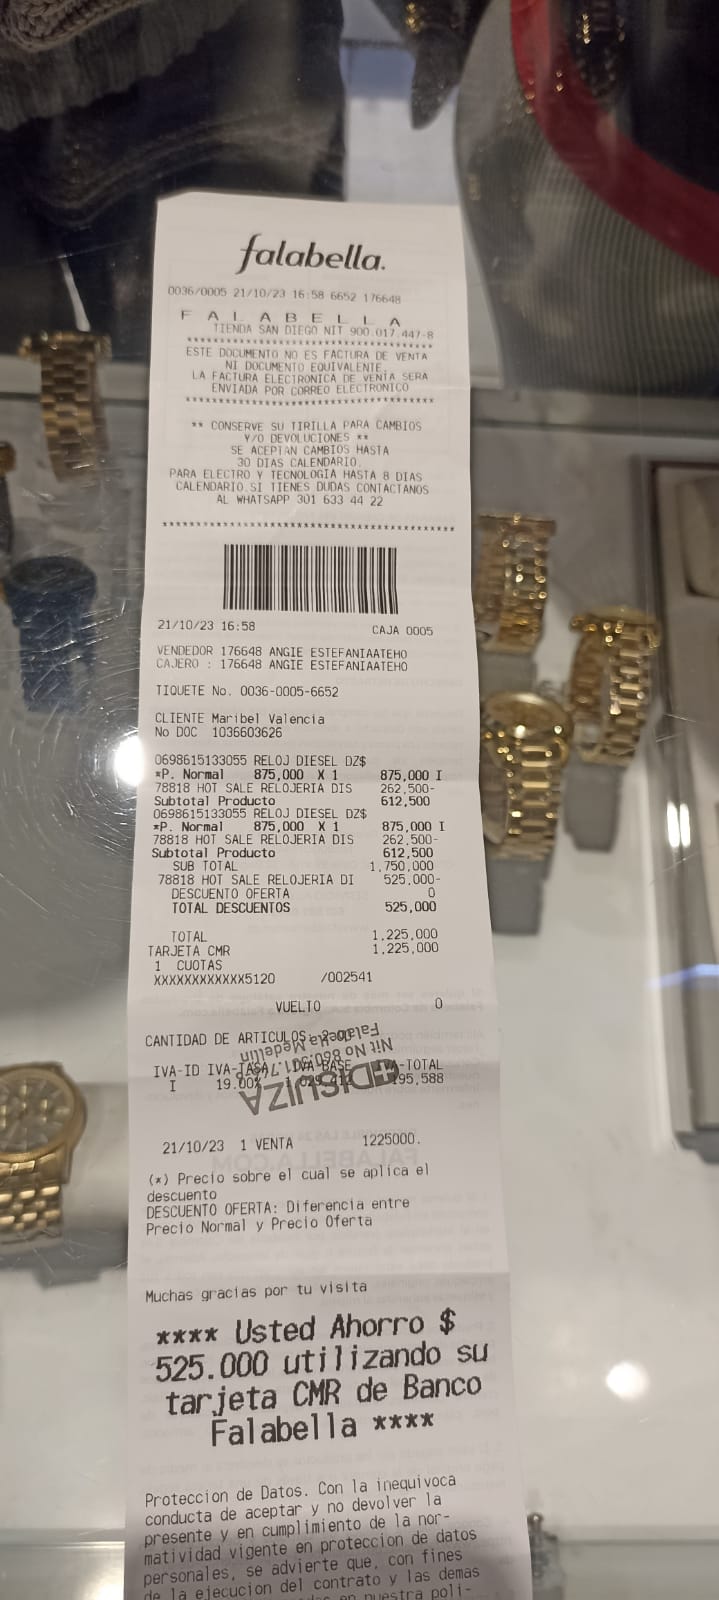 falabella.
0036/0005 21/10/23 16:58 6652 176648
F A L A B E L L A
TIENDA SAN DIEGO NIT 900.017.447-8
ESTE DOCUMENTO NO ES FACTURA DE VENTA
NI DOCUMENTO EQUIVALENTE.
LA FACTURA ELECTRONICA DE VENTA SERA
ENVIADA POR CORREO ELECTRONICO
** CONSERVE SU TIRILLA PARA CAMBIOS
Y/O DEVOLUCIONES **
SE ACEPTAN CAMBIOS HASTA
30 DIAS CALENDARIO.
PARA ELECTRO Y TECNOLOGIA HASTA 8 DIAS
CALENDARIO.SI TIENES DUDAS CONTACTANOS
AL WHATSAPP 301 633 44 22
21/10/23 16:58 CAJA 0005
VENDEDOR 176648 ANGIE ESTEFANIAATEHO
CAJERO : 176648 ANGIE ESTEFANIAATEHO
TIQUETE No. 0036-0005-6652
CLIENTE Maribel Valencia
No DOC 1036603626
0698615133055 RELOJ DIESEL DZ$
*P. Normal 875,000 X 1 875,000 I
78818 HOT SALE RELOJERIA DIS 262,500-
Subtotal Producto 612,500
0698615133055 RELOJ DIESEL DZ$
*P. Normal 875,000 X 1 875,000 I
78818 HOT SALE RELOJERIA DIS 262,500-
Subtotal Producto 612,500
SUB TOTAL 1,750,000
78818 HOT SALE RELOJERIA DI 525,000-
DESCUENTO OFERTA 0
TOTAL DESCUENTOS 525,000
TOTAL 1,225,000
TARJETA CMR 1,225,000
1 CUOTAS
XXXXXXXXXXXX5120 /002541
VUELTO 0
CANTIDAD DE ARTICULOS:
Falabella Medellin
IVA-ID IVA-TASA IVA-BASE IVA-TOTAL
I 19.00% 195,588
DISUIZA
21/10/23 1 VENTA 1225000.
(*) Precio sobre el cual se aplica el
descuento
DESCUENTO OFERTA: Diferencia entre
Precio Normal y Precio Oferta
Muchas gracias por tu visita
**** Usted Ahorro $
525.000 utilizando su
tarjeta CMR de Banco
Falabella ****
Proteccion de Datos. Con la inequivoca
conducta de aceptar y no devolver la
presente y en cumplimiento de la nor-
matividad vigente en proteccion de datos
personales, se advierte que, con fines
de la ejecucion del contrato y las demas
en nuestra poli-